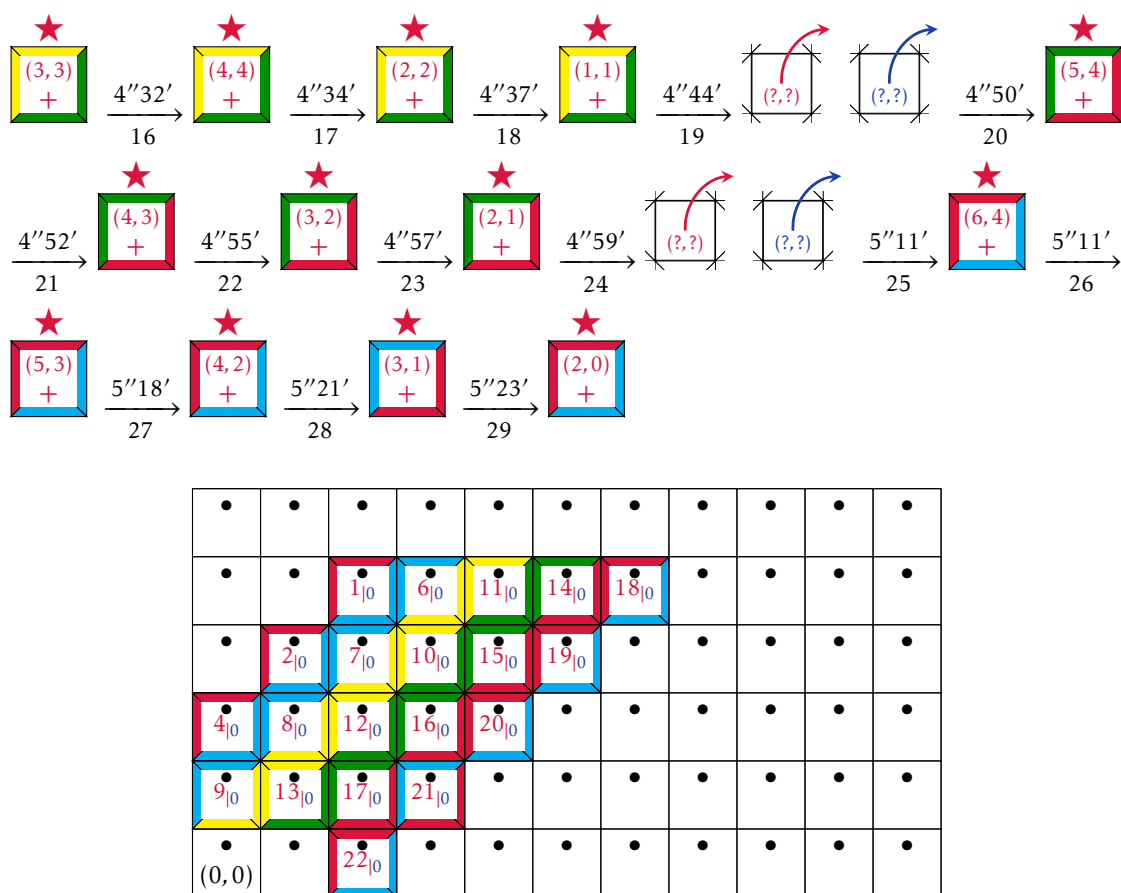 (3,3) (4,4) (2,2) (1,1) (5,4)
+ 4″32′ + 4″34′ + 4″37′ + 4″44′ (?,?) (?,?) 4″50′ +
16 17 18 19 20
(4,3) (3,2) (2,1) (6,4)
4″52′ + 4″55′ + 4″57′ + 4″59′ (?,?) (?,?) 5″11′ + 5″11′
21 22 23 24 25 26
(5,3) (4,2) (3,1) (2,0)
+ 5″18′ + 5″21′ + 5″23′ +
27 28 29
1|0 6|0 11|0 14|0 18|0
2|0 7|0 10|0 15|0 19|0
4|0 8|0 12|0 16|0 20|0
9|0 13|0 17|0 21|0
(0,0) 22|0